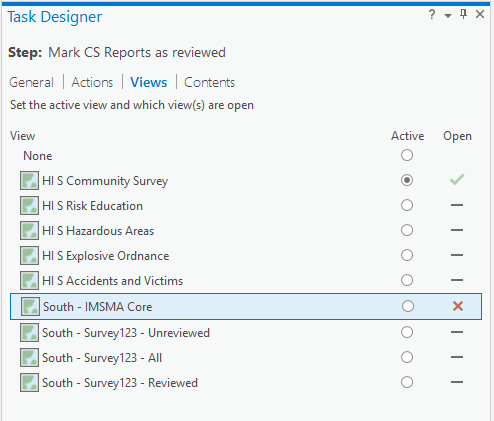 Task Designer
Step: Mark CS Reports as reviewed
General Actions Views Contents
Set the active view and which view(s) are open
View Active Open
None
HI S Community Survey
HI S Risk Education
HI S Hazardous Areas
HI S Explosive Ordnance
HI S Accidents and Victims
South - IMSMA Core
South - Survey123 - Unreviewed
South - Survey123 - All
South - Survey123 - Reviewed